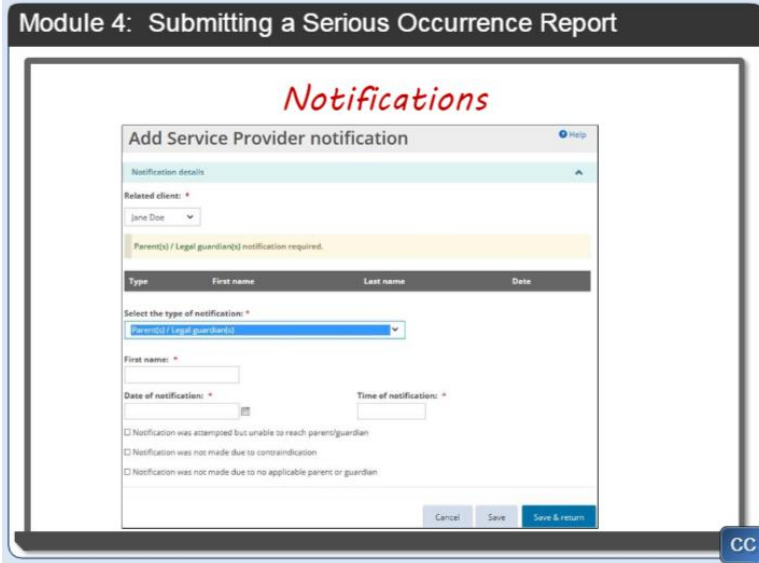 Module 4: Submitting a Serious Occurrence Report
Notifications
Add Service Provider notification
Help
Notification details
Related client: *
Jane Doe
Parent(s) / Legal guardian(s) notification required.
Type First name Last name Date
Select the type of notification: *
Parent(s) / Legal guardian(s)
First name: *
Date of notification: * Time of notification: *
Notification was attempted but unable to reach parent/guardian
Notification was not made due to contraindication
Notification was not made due to no applicable parent or guardian
Cancel Save Save & return
CC